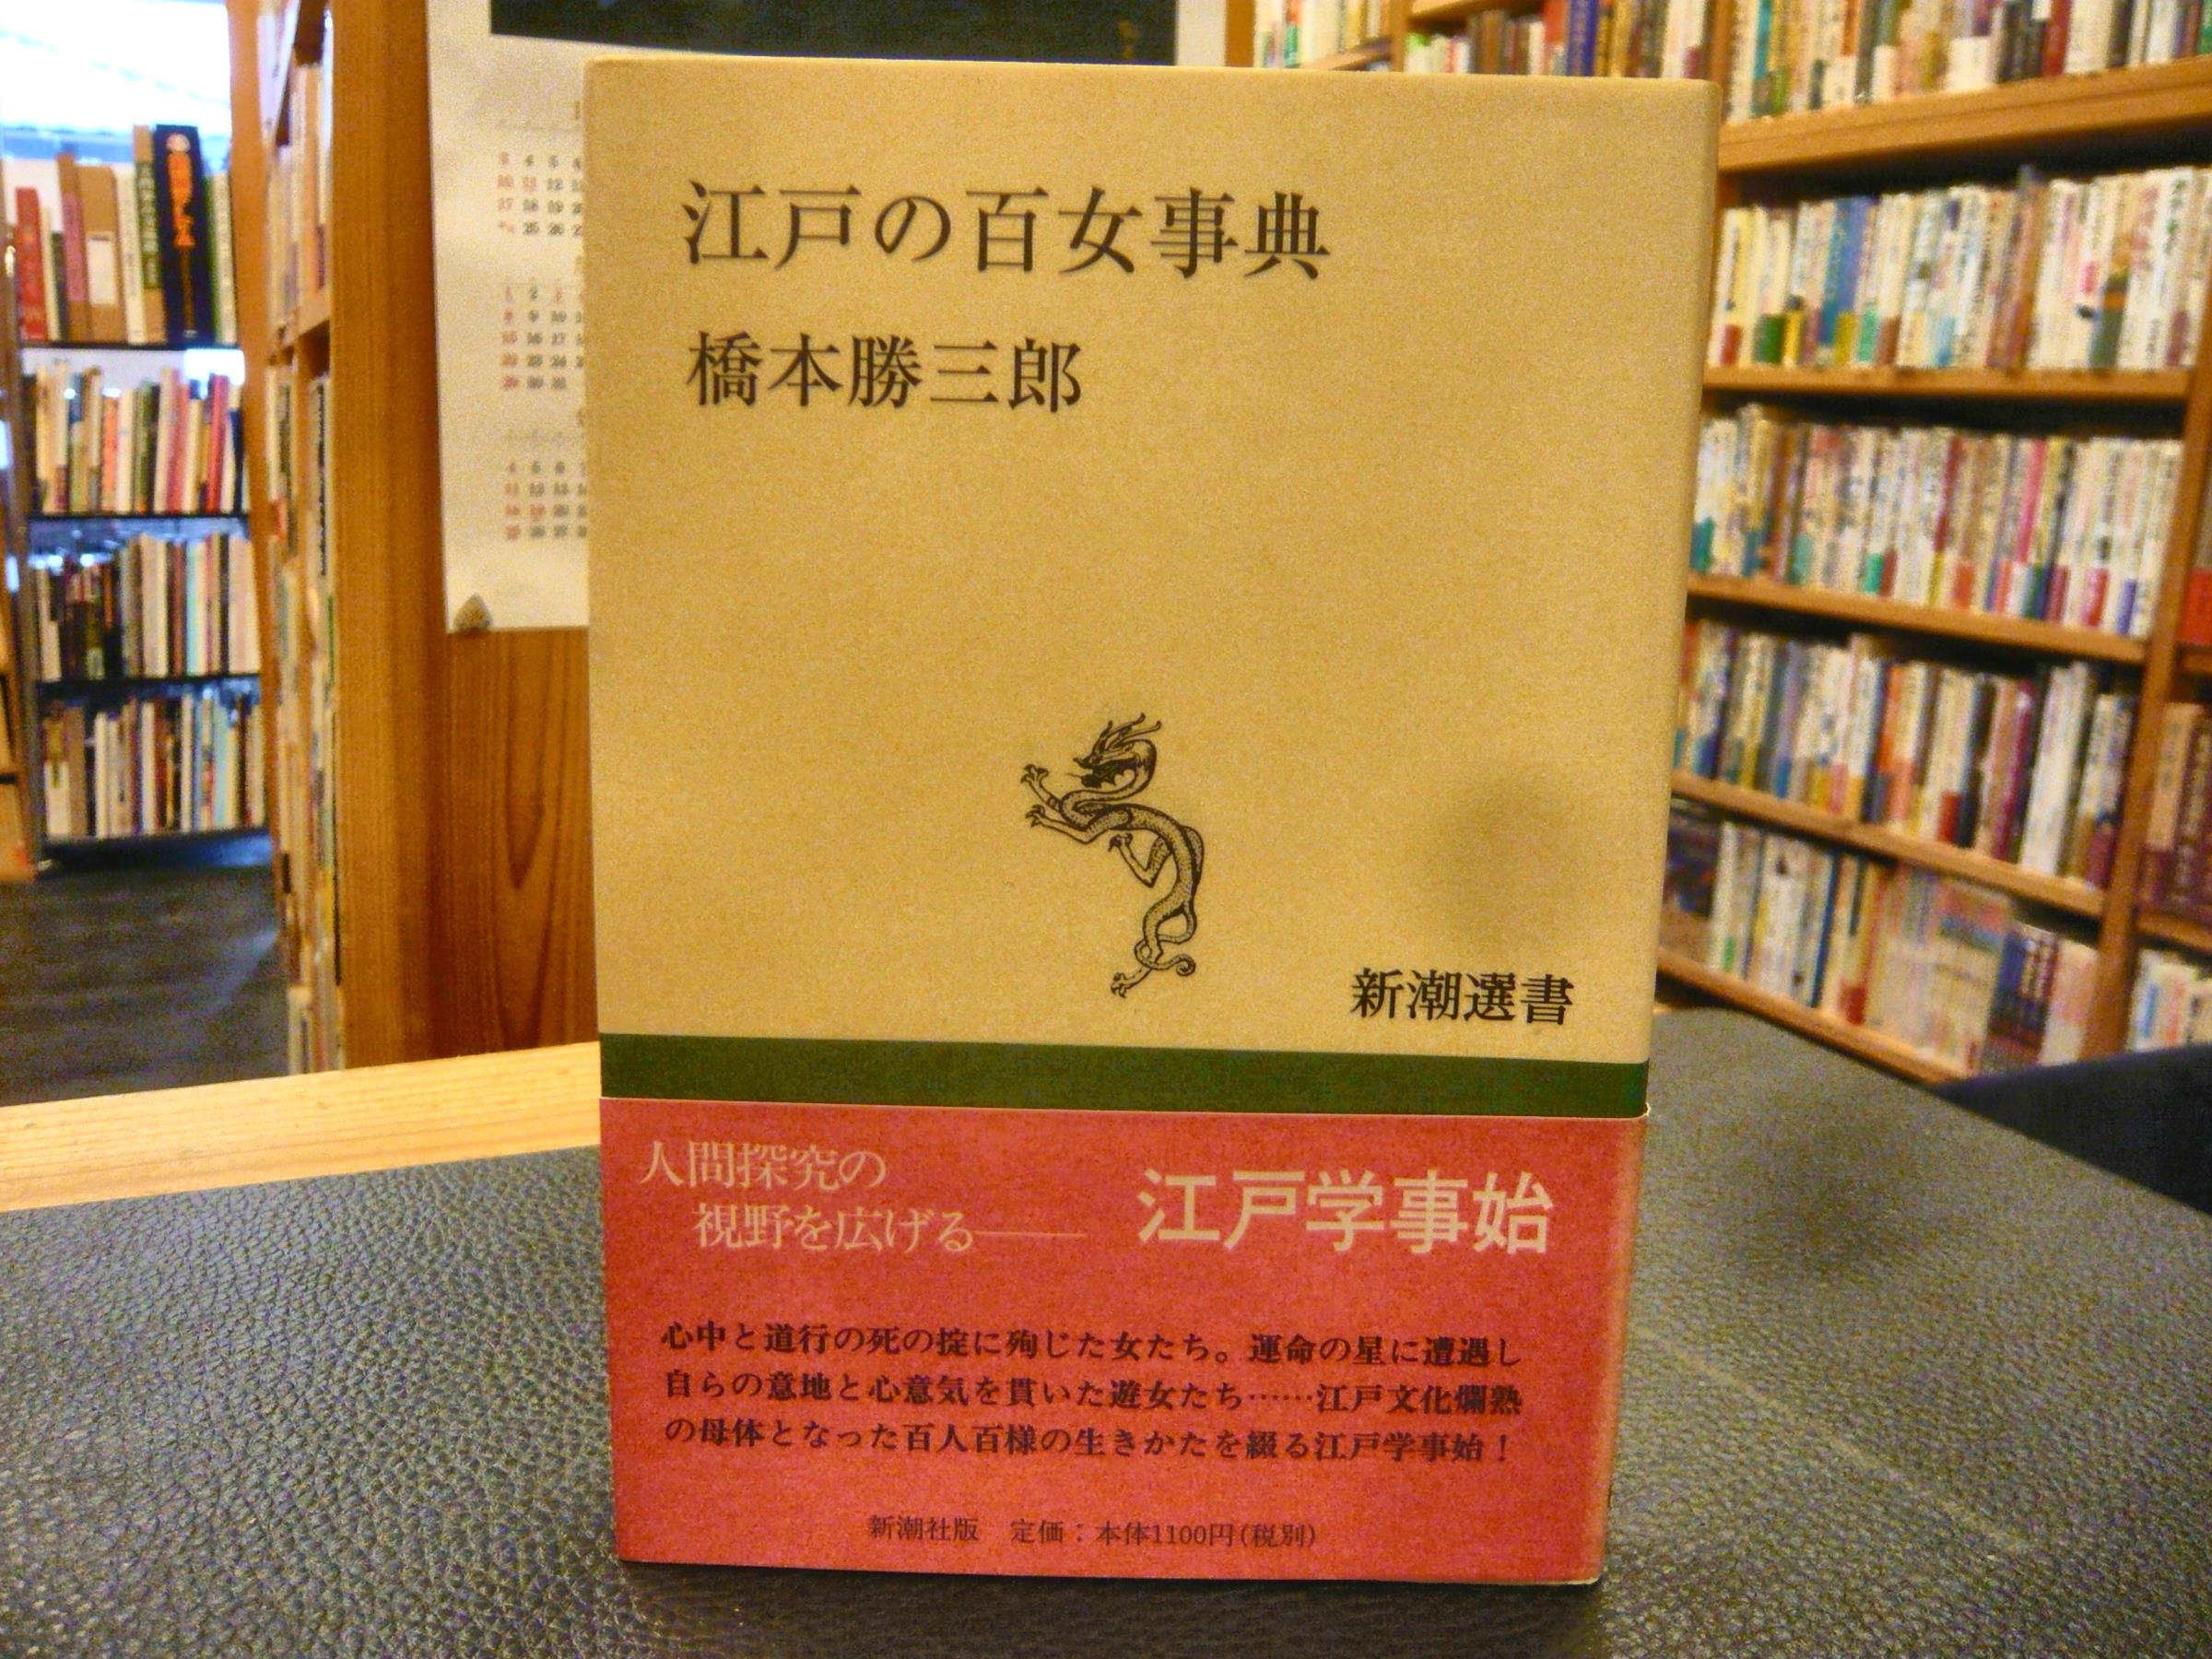 江戸の百女事典
橋本勝三郎
新潮選書
人間探究の
視野を広げる——
江戸学事始
心中と道行の死の掟に殉じた女たち。運命の星に遭遇し
自らの意地と心意気を貫いた遊女たち……江戸文化爛熟
の母体となった百人百様の生きかたを綴る江戸学事始！
新潮社版　定価：本体1100円(税別)